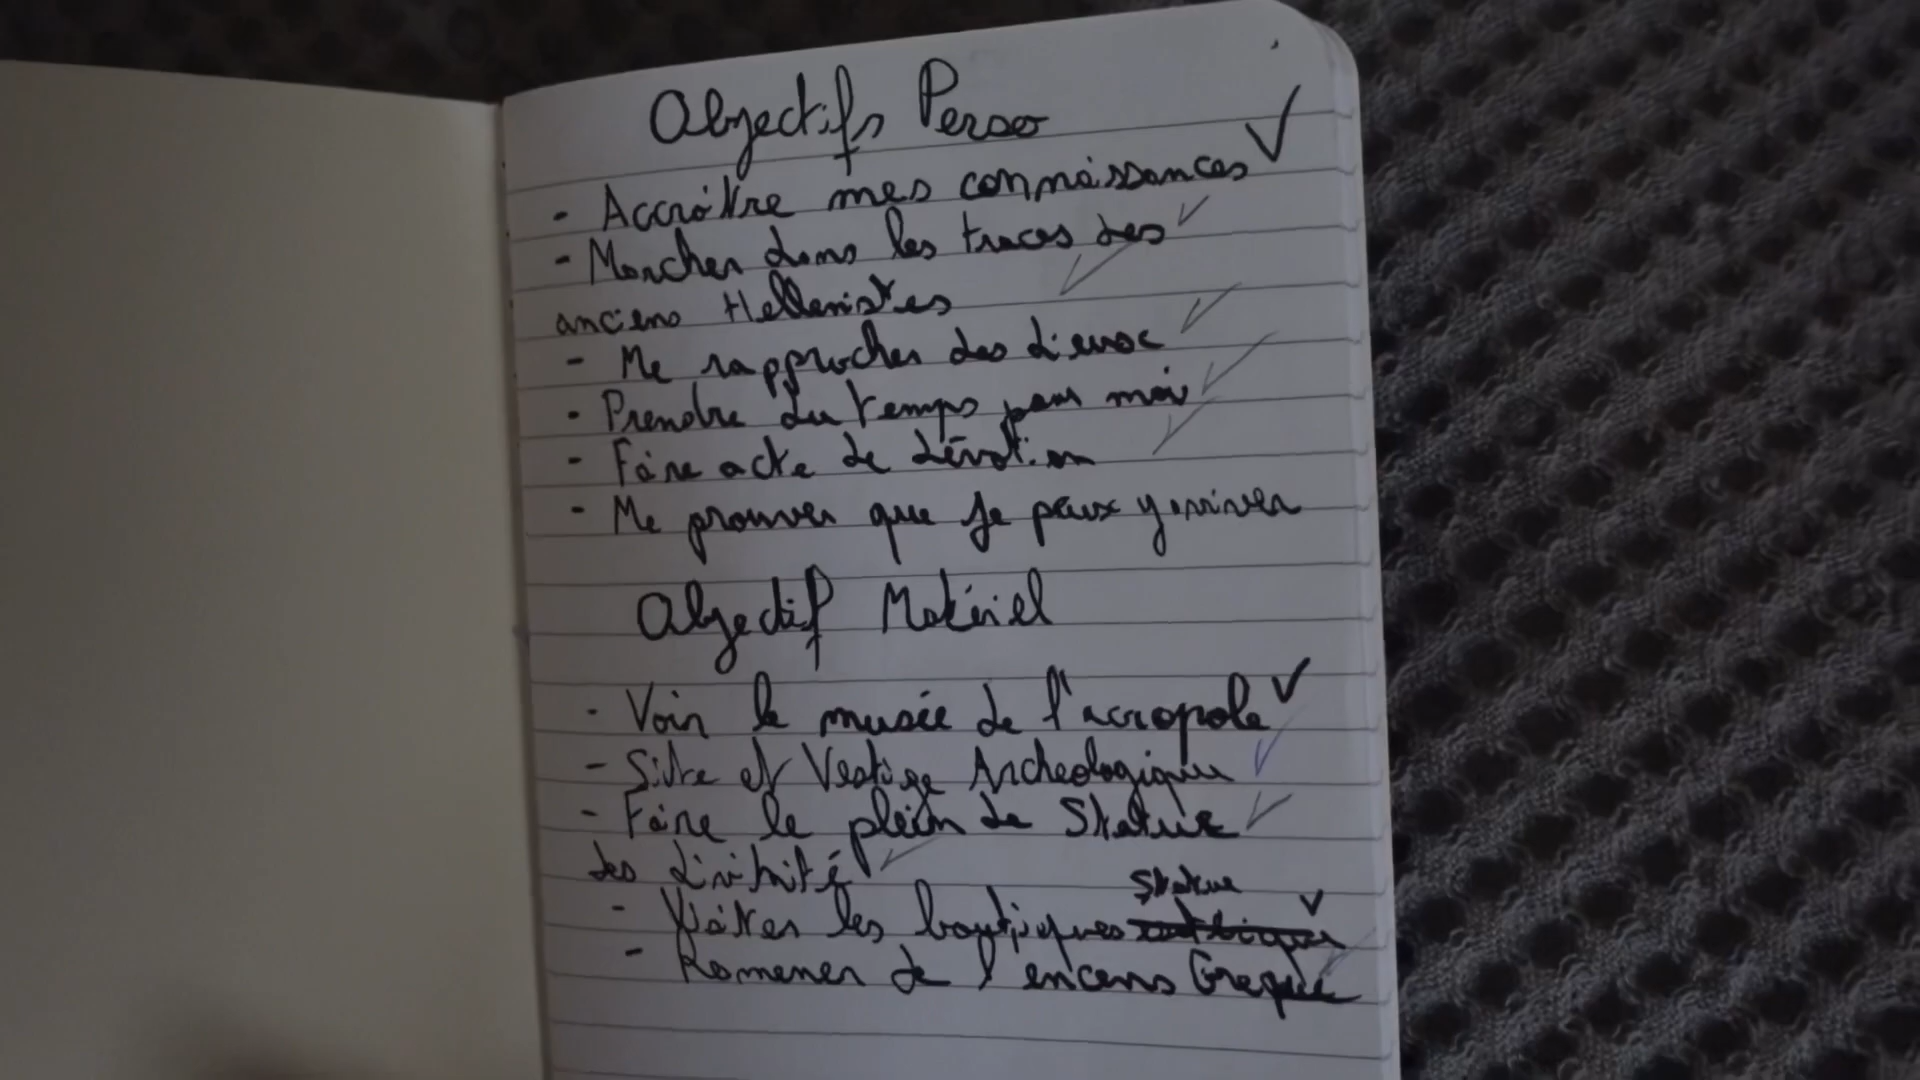 Objectifs Perso
- Accroître mes connaissances
- Marcher dans les traces des
anciens Hellenistes
- Me rapprocher des dieux
- Prendre du temps pour moi
- Faire acte de dévotion
- Me prouver que je peux y arriver
Objectif Matériel
- Voir le musée de l'acropole
- Sitre et Vestige Archeologique
- Faire le plein de Statue
des divinité
Statue
- Visiter les boutiques
- Ramener de l'encens Grecque